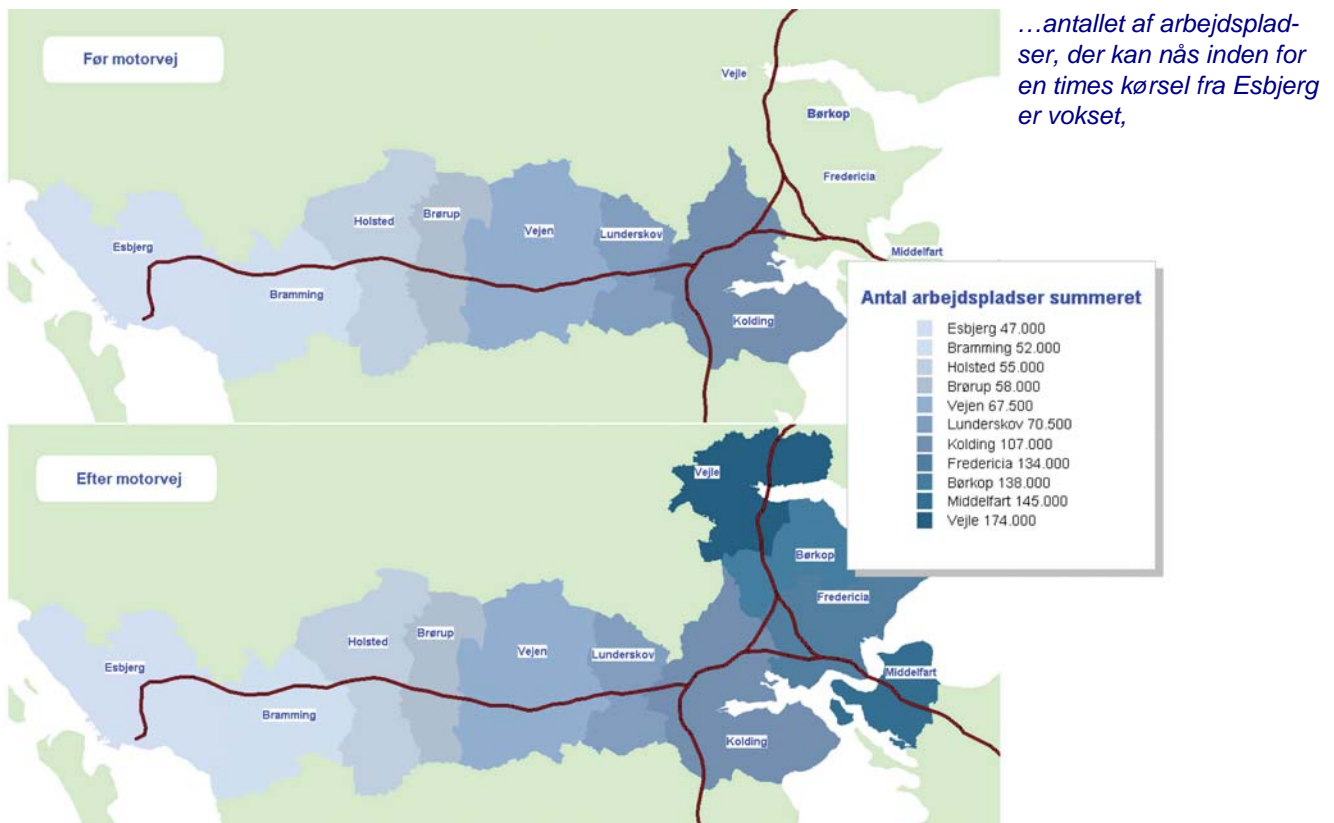 Før motorvej
Vejle
Børkop
Fredericia
Holsted
Brørup
Vejen
Lunderskov
Esbjerg
Bramming
Middelfart
Kolding
…antallet af arbejdsplad-
ser, der kan nås inden for
en times kørsel fra Esbjerg
er vokset,
Antal arbejdspladser summeret
Esbjerg 47.000
Bramming 52.000
Holsted 55.000
Brørup 58.000
Vejen 67.500
Lunderskov 70.500
Kolding 107.000
Fredericia 134.000
Børkop 138.000
Middelfart 145.000
Vejle 174.000
Efter motorvej
Vejle
Børkop
Fredericia
Holsted
Brørup
Vejen
Lunderskov
Esbjerg
Middelfart
Bramming
Kolding